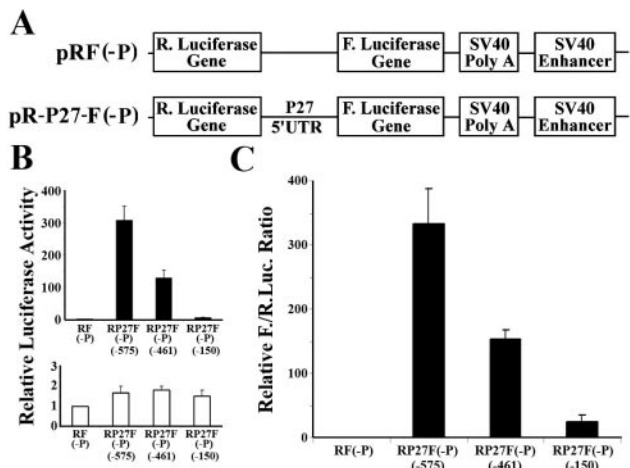 A
pRF(-P)
R. Luciferase Gene
F. Luciferase Gene
SV40 Poly A
SV40 Enhancer
pR-P27-F(-P)
R. Luciferase Gene
P27 5'UTR
F. Luciferase Gene
SV40 Poly A
SV40 Enhancer
B
Relative Luciferase Activity
400
300
200
100
0
RF (-P)
RP27F (-P) (-575)
RP27F (-P) (-461)
RP27F (-P) (-150)
3
2
1
0
RF (-P)
RP27F (-P) (-575)
RP27F (-P) (-461)
RP27F (-P) (-150)
C
Relative F./R.Luc. Ratio
400
300
200
100
0
RF(-P)
RP27F(-P) (-575)
RP27F(-P) (-461)
RP27F(-P) (-150)